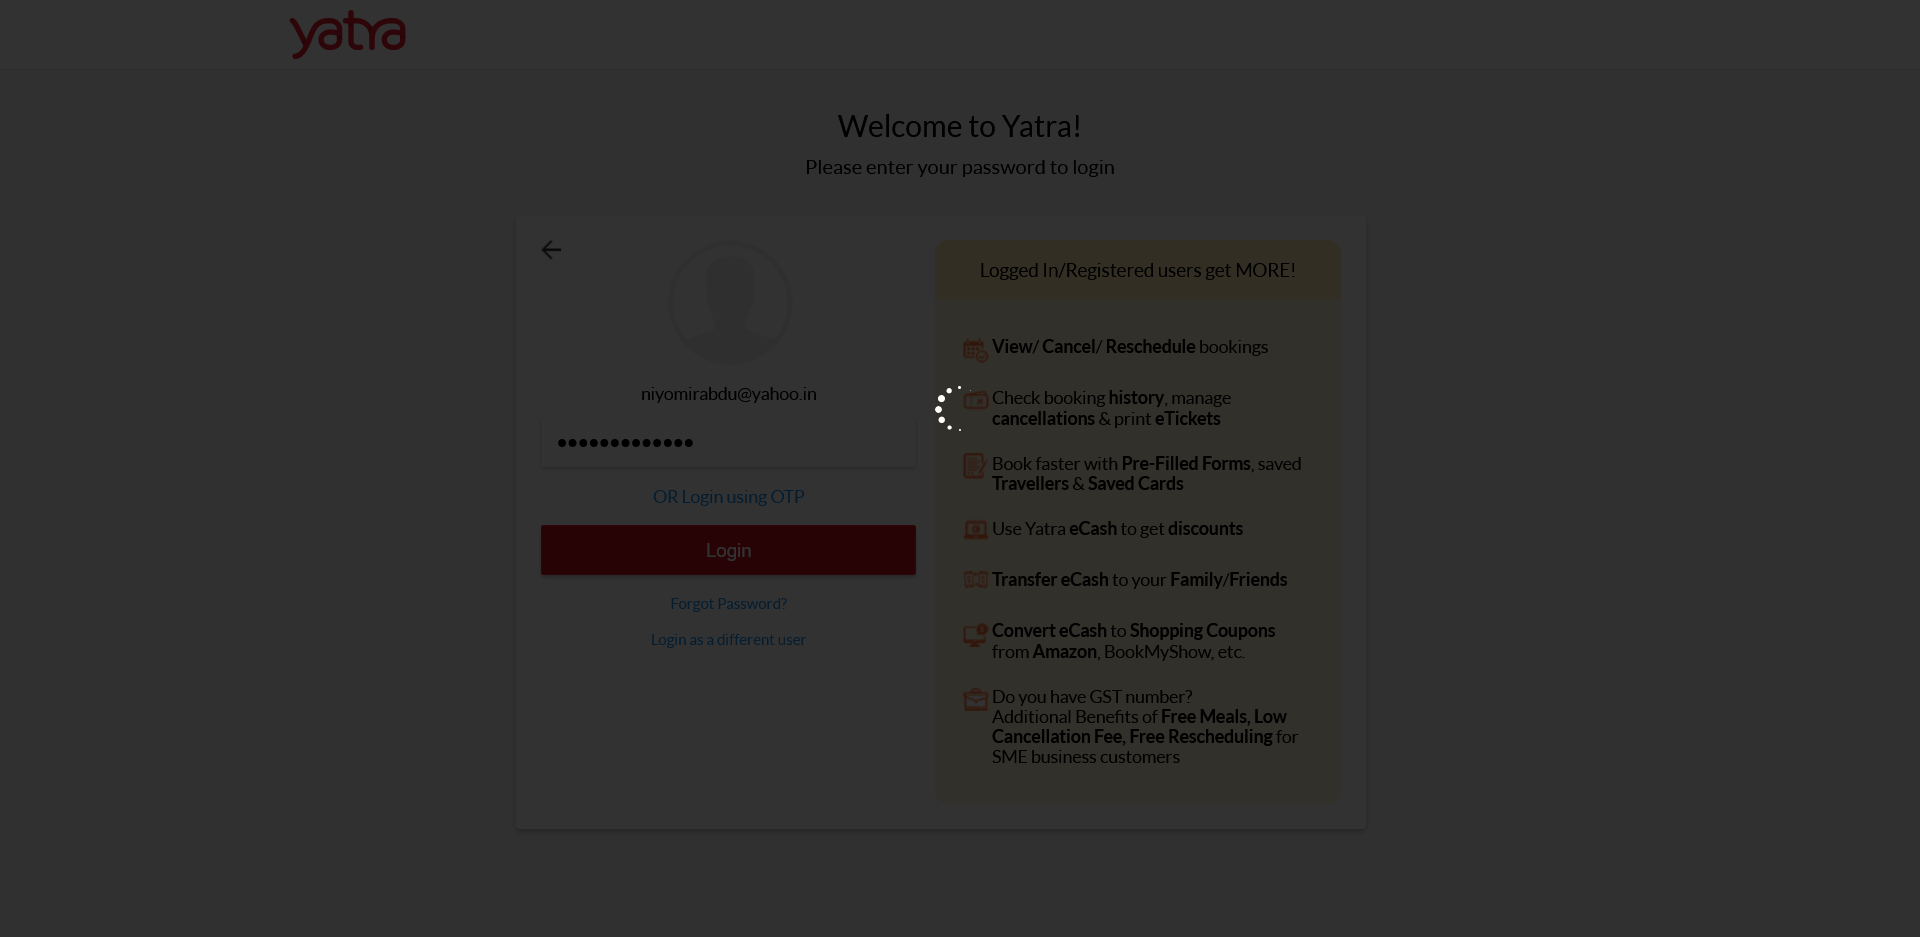 yatra
Welcome to Yatra!
Please enter your password to login
niyomirabdu@yahoo.in
•••••••••••••
OR Login using OTP
Login
Forgot Password?
Login as a different user
Logged In/Registered users get MORE!
View/ Cancel/ Reschedule bookings
Check booking history, manage
cancellations & print eTickets
Book faster with Pre-Filled Forms, saved
Travellers & Saved Cards
Use Yatra eCash to get discounts
Transfer eCash to your Family/Friends
Convert eCash to Shopping Coupons
from Amazon, BookMyShow, etc.
Do you have GST number?
Additional Benefits of Free Meals, Low
Cancellation Fee, Free Rescheduling for
SME business customers